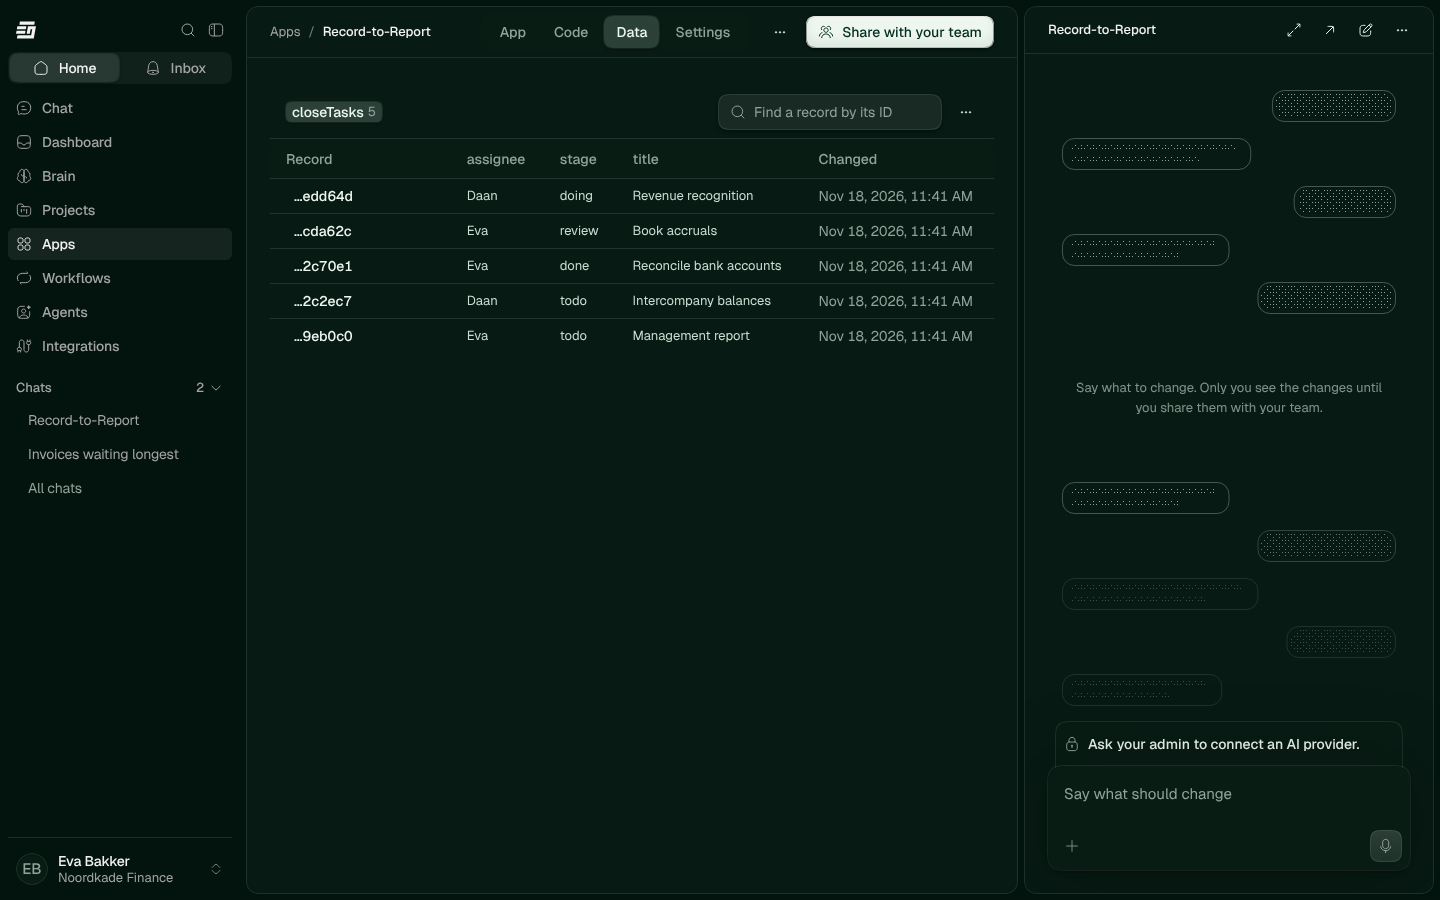 Home
Inbox
Chat
Dashboard
Brain
Projects
Apps
Workflows
Agents
Integrations
Chats 2
Record-to-Report
Invoices waiting longest
All chats
EB
Eva Bakker
Noordkade Finance
Apps / Record-to-Report
App
Code
Data
Settings
Share with your team
closeTasks 5
Find a record by its ID
Record assignee stage title Changed
...edd64d Daan doing Revenue recognition Nov 18, 2026, 11:41 AM
...cda62c Eva review Book accruals Nov 18, 2026, 11:41 AM
...2c70e1 Eva done Reconcile bank accounts Nov 18, 2026, 11:41 AM
...2c2ec7 Daan todo Intercompany balances Nov 18, 2026, 11:41 AM
...9eb0c0 Eva todo Management report Nov 18, 2026, 11:41 AM
Record-to-Report
Say what to change. Only you see the changes until
you share them with your team.
Ask your admin to connect an AI provider.
Say what should change